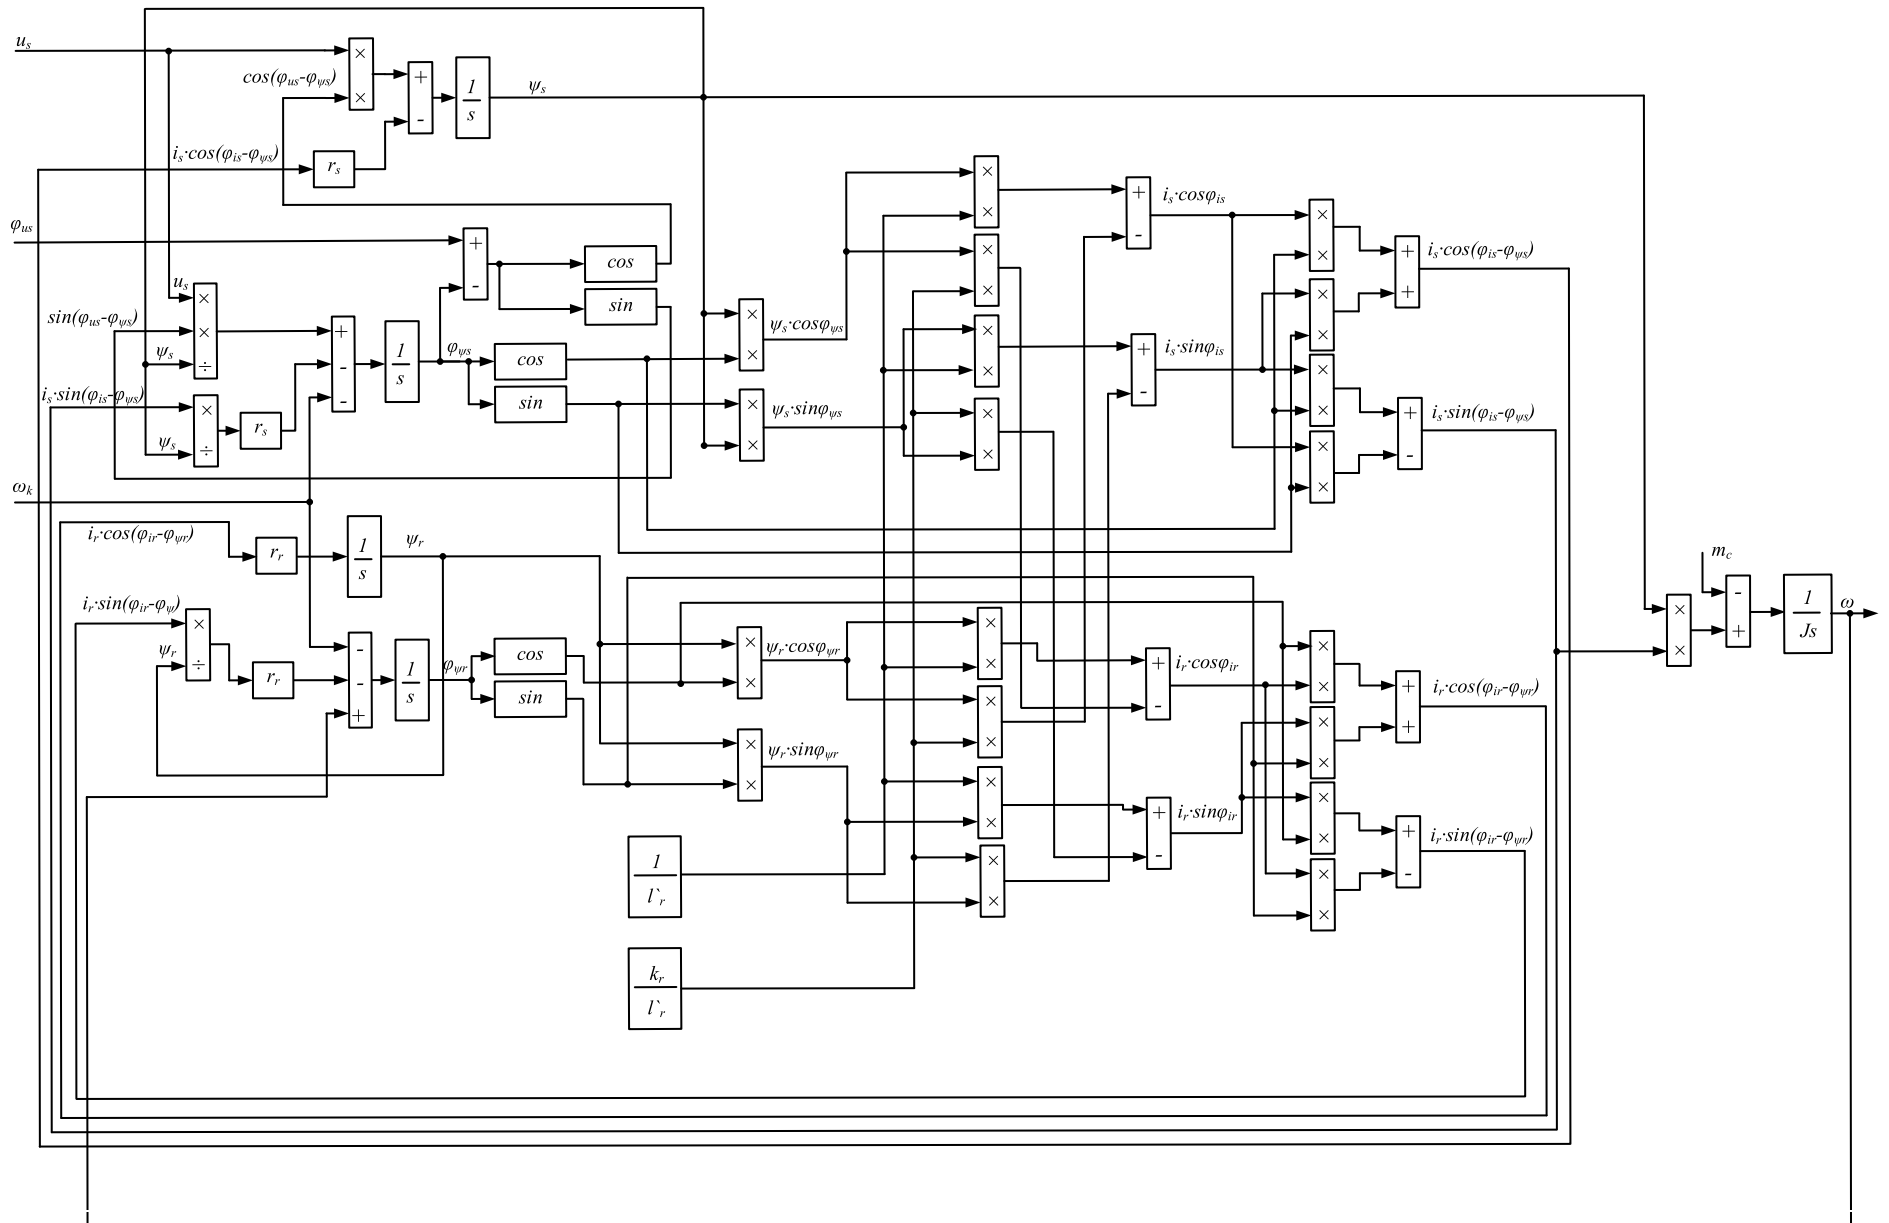 u_s
cos(φ_us-φ_ψs)
×
×
+
-
1
s
ψ_s
i_s·cos(φ_is-φ_ψs)
r_s
φ_us
+
-
cos
sin
u_s
sin(φ_us-φ_ψs)
ψ_s
×
×
÷
+
-
-
1
s
φ_ψs
cos
sin
i_s·sin(φ_is-φ_ψs)
ψ_s
×
÷
r_s
ω_k
×
×
ψ_s·cosφ_ψs
×
×
ψ_s·sinφ_ψs
×
×
×
×
×
×
×
×
+
-
i_s·cosφ_is
+
-
i_s·sinφ_is
×
×
×
×
×
×
×
×
+
+
i_s·cos(φ_is-φ_ψs)
+
-
i_s·sin(φ_is-φ_ψs)
i_r·cos(φ_ir-φ_ψr)
r_r
1
s
ψ_r
i_r·sin(φ_ir-φ_ψ)
ψ_r
×
÷
r_r
-
-
+
1
s
φ_ψr
cos
sin
×
×
ψ_r·cosφ_ψr
×
×
ψ_r·sinφ_ψr
×
×
×
×
×
×
×
×
+
-
i_r·cosφ_ir
+
-
i_r·sinφ_ir
×
×
×
×
×
×
×
×
+
+
i_r·cos(φ_ir-φ_ψr)
+
-
i_r·sin(φ_ir-φ_ψr)
m_c
×
×
-
+
1
Js
ω
1
l`_r
k_r
l`_r